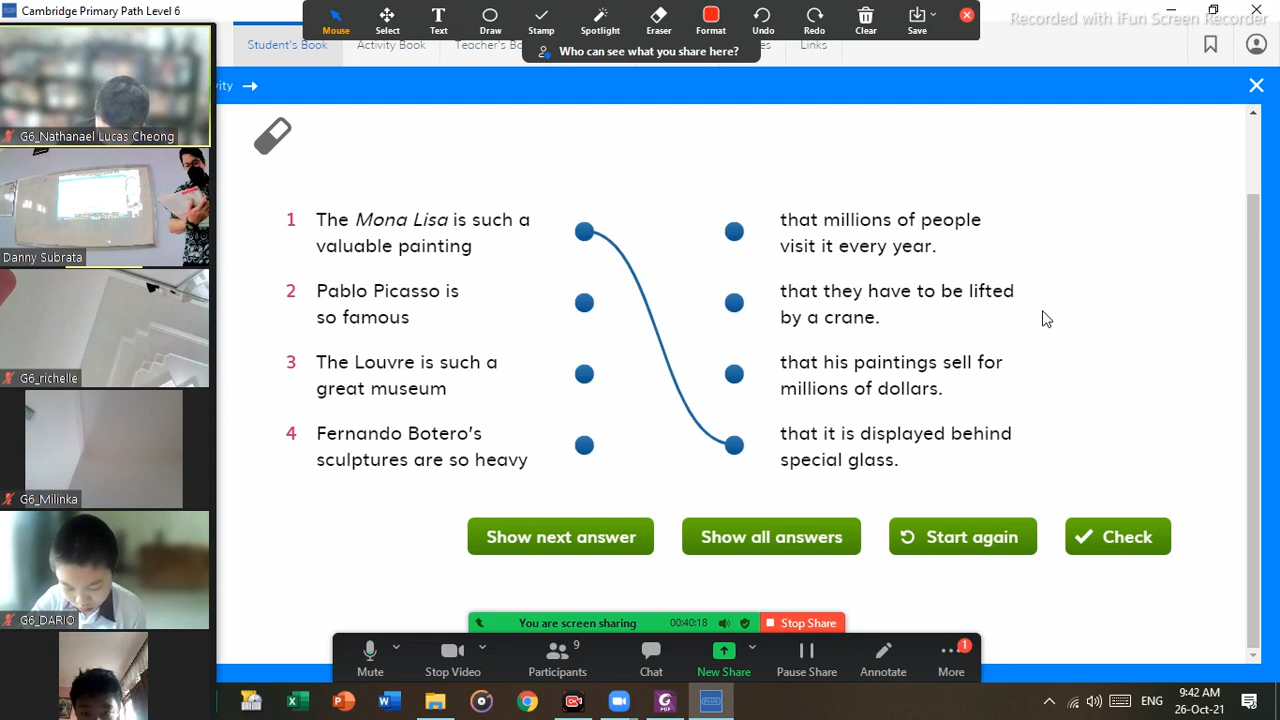 Cambridge Primary Path Level 6
Mouse
Select
Text
Draw
Stamp
Spotlight
Eraser
Format
Undo
Redo
Clear
Save
Recorded with iFun Screen Recorder
Who can see what you share here?
Student's Book
Activity Book
Teacher's Bo
es
Links
vity
G6_Nathanael Lucas Cheong
Danny Subrata
G6_richelle
G6_Milinka
G6_DARIO
1 The Mona Lisa is such a
valuable painting
that millions of people
visit it every year.
2 Pablo Picasso is
so famous
that they have to be lifted
by a crane.
3 The Louvre is such a
great museum
that his paintings sell for
millions of dollars.
4 Fernando Botero's
sculptures are so heavy
that it is displayed behind
special glass.
Show next answer
Show all answers
Start again
Check
You are screen sharing
00:40:18
Stop Share
Mute
Stop Video
9
Participants
Chat
New Share
Pause Share
Annotate
1
More
ENG
9:42 AM
26-Oct-21